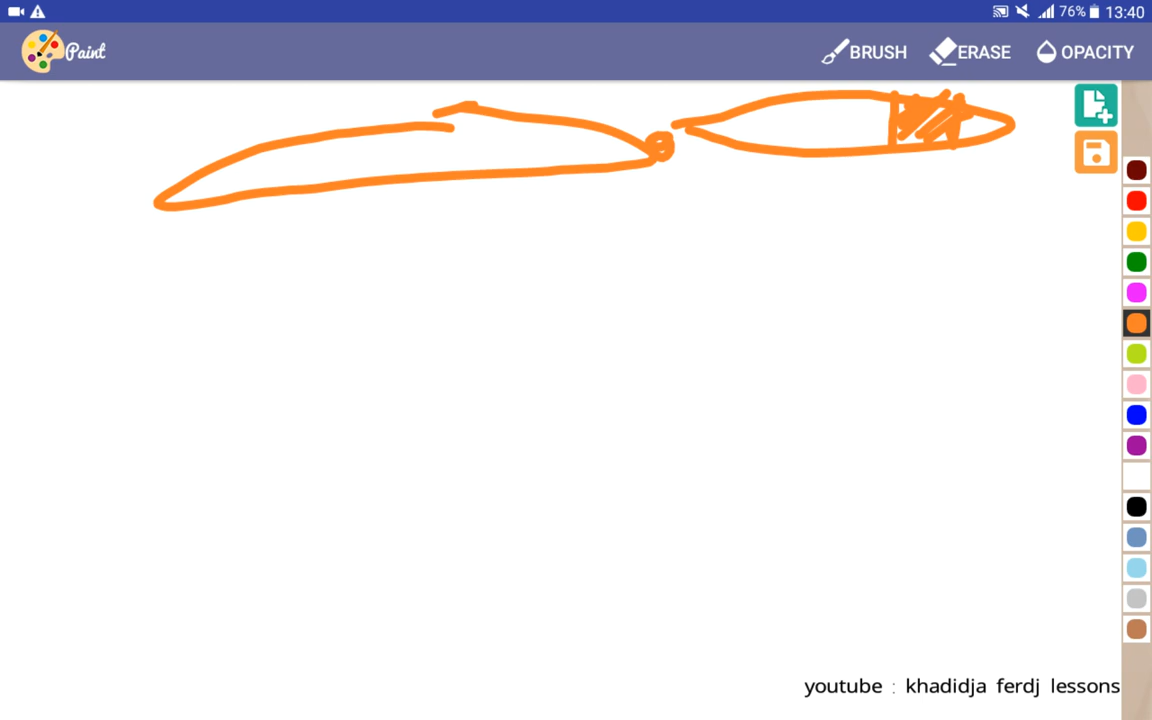 76% 13:40
Paint BRUSH ERASE OPACITY
youtube : khadidja ferdj lessons